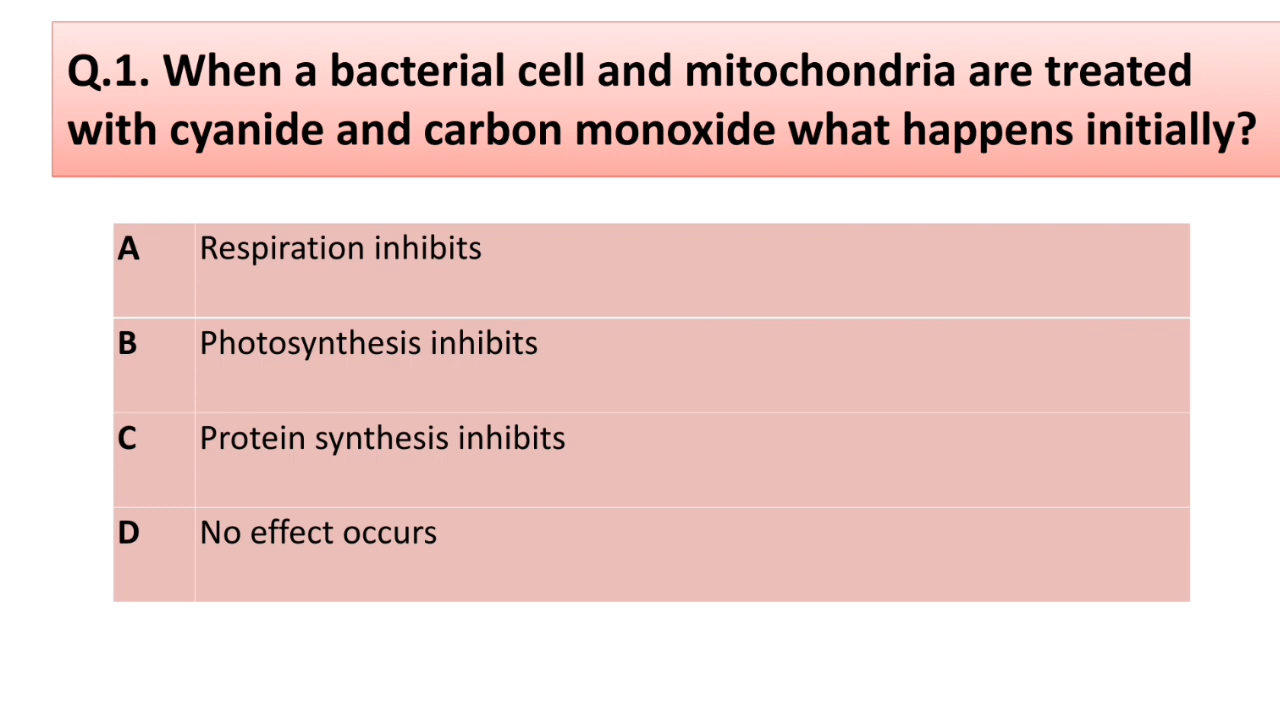 Q.1. When a bacterial cell and mitochondria are treated
with cyanide and carbon monoxide what happens initially?
A Respiration inhibits
B Photosynthesis inhibits
C Protein synthesis inhibits
D No effect occurs